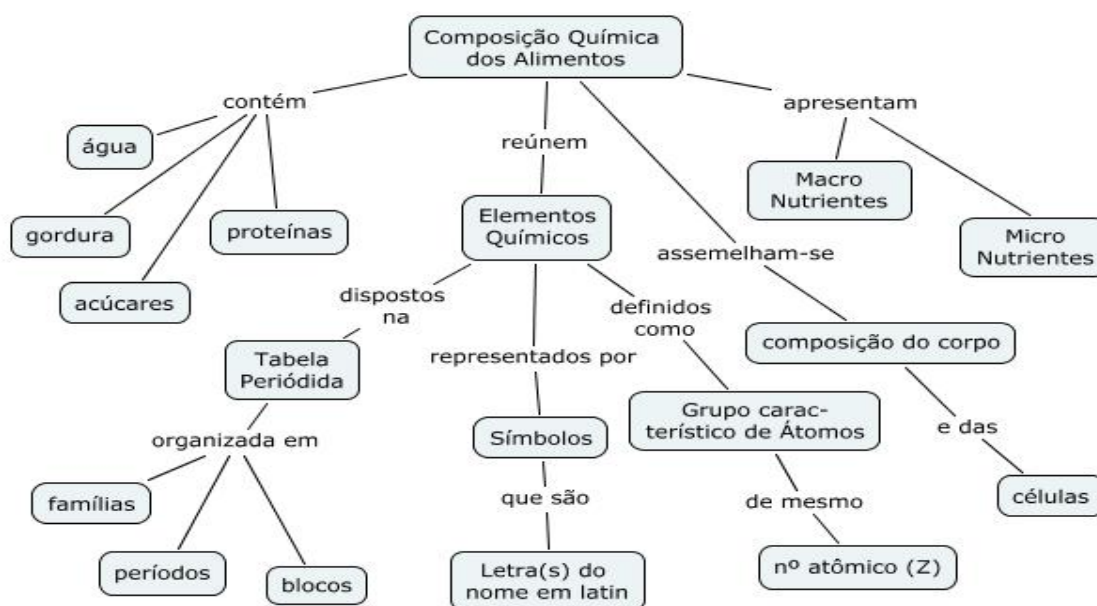 Composição Química
dos Alimentos
contém
apresentam
água
reúnem
Macro
Nutrientes
gordura
proteínas
Elementos
Químicos
Micro
Nutrientes
assemelham-se
acúcares
dispostos
na
definidos
como
composição do corpo
Tabela
Periódida
representados por
Grupo carac-
terístico de Átomos
organizada em
Símbolos
e das
famílias
que são
de mesmo
células
períodos
blocos
Letra(s) do
nome em latin
nº atômico (Z)